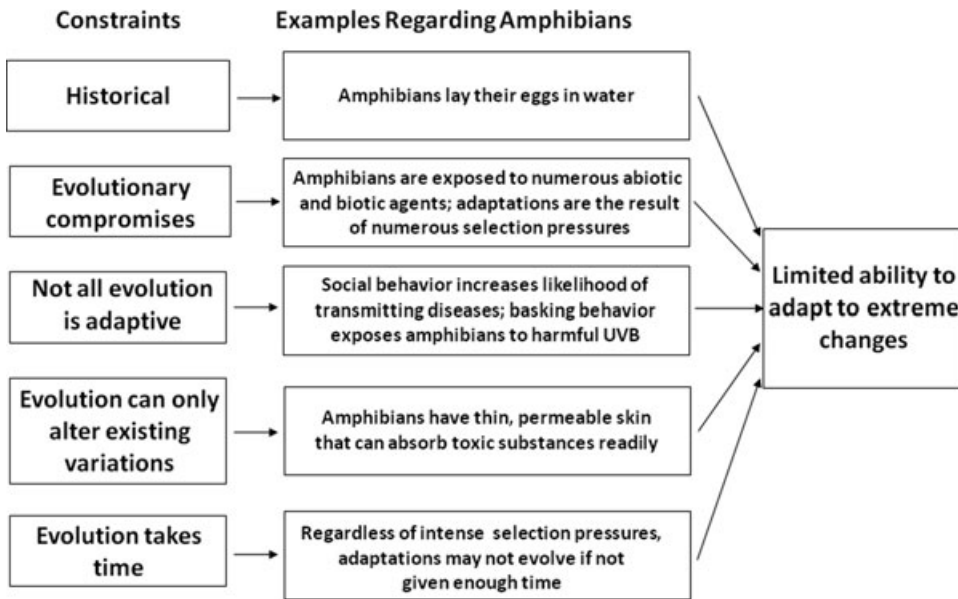 Constraints
Examples Regarding Amphibians
Historical
Amphibians lay their eggs in water
Evolutionary
compromises
Amphibians are exposed to numerous abiotic
and biotic agents; adaptations are the result
of numerous selection pressures
Not all evolution
is adaptive
Social behavior increases likelihood of
transmitting diseases; basking behavior
exposes amphibians to harmful UVB
Evolution can only
alter existing
variations
Amphibians have thin, permeable skin
that can absorb toxic substances readily
Evolution takes
time
Regardless of intense selection pressures,
adaptations may not evolve if not
given enough time
Limited ability to
adapt to extreme
changes